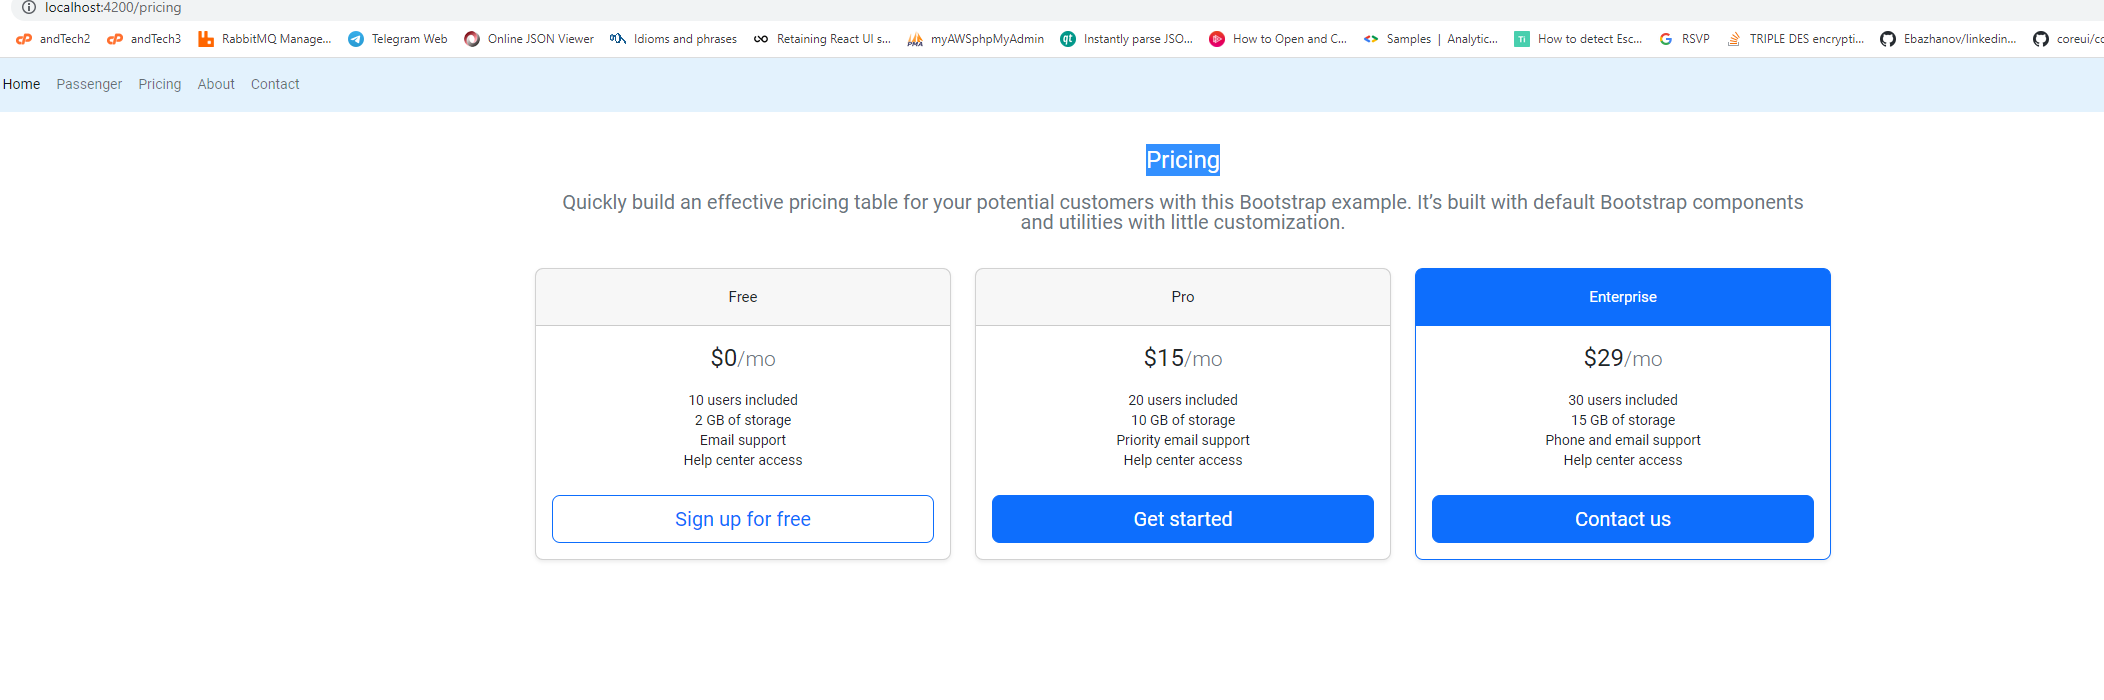 localhost:4200/pricing
cP andTech2 cP andTech3 RabbitMQ Manage... Telegram Web Online JSON Viewer Idioms and phrases Retaining React UI s... PMA myAWSphpMyAdmin qt Instantly parse JSO... How to Open and C... Samples | Analytic... Ti How to detect Esc... G RSVP TRIPLE DES encrypti... Ebazhanov/linkedin... coreui/co
Home Passenger Pricing About Contact
Pricing
Quickly build an effective pricing table for your potential customers with this Bootstrap example. It’s built with default Bootstrap components
and utilities with little customization.
Free
$0/mo
10 users included
2 GB of storage
Email support
Help center access
Sign up for free
Pro
$15/mo
20 users included
10 GB of storage
Priority email support
Help center access
Get started
Enterprise
$29/mo
30 users included
15 GB of storage
Phone and email support
Help center access
Contact us